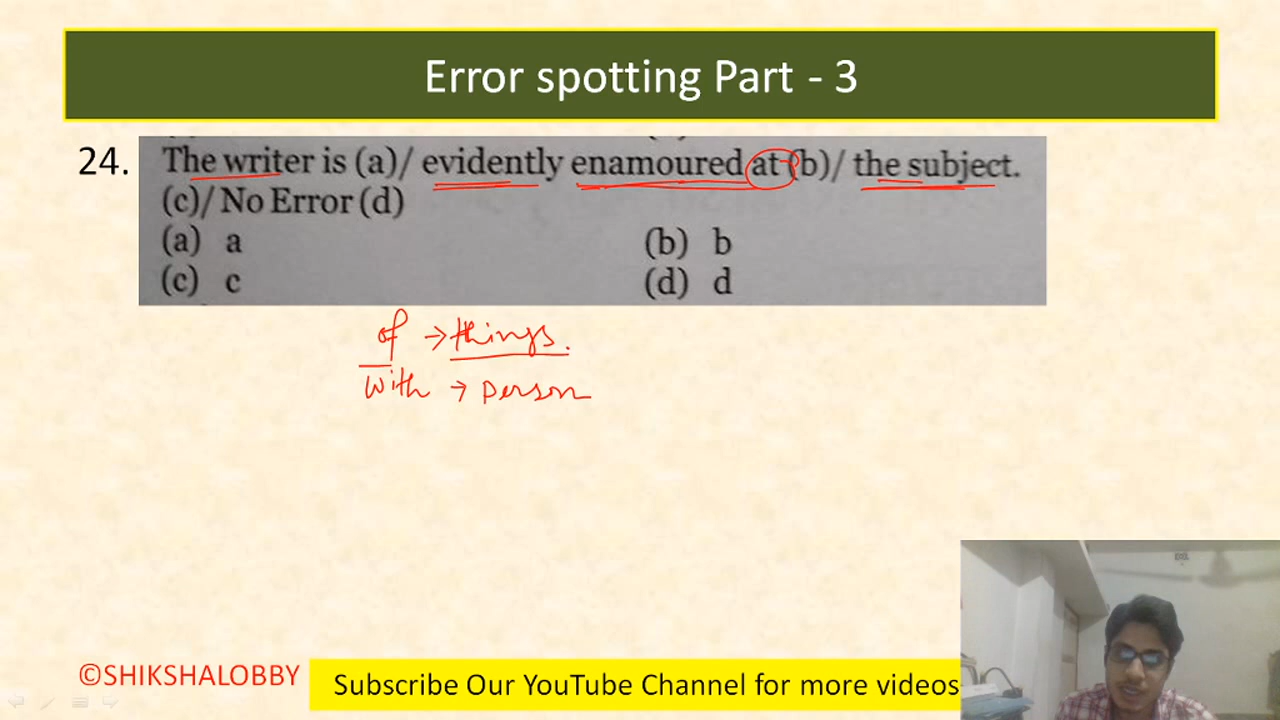 Error spotting Part - 3
24. The writer is (a)/ evidently enamoured at (b)/ the subject.
(c)/ No Error (d)
(a) a (b) b
(c) c (d) d
of → things.
with → person
©SHIKSHALOBBY Subscribe Our YouTube Channel for more videos